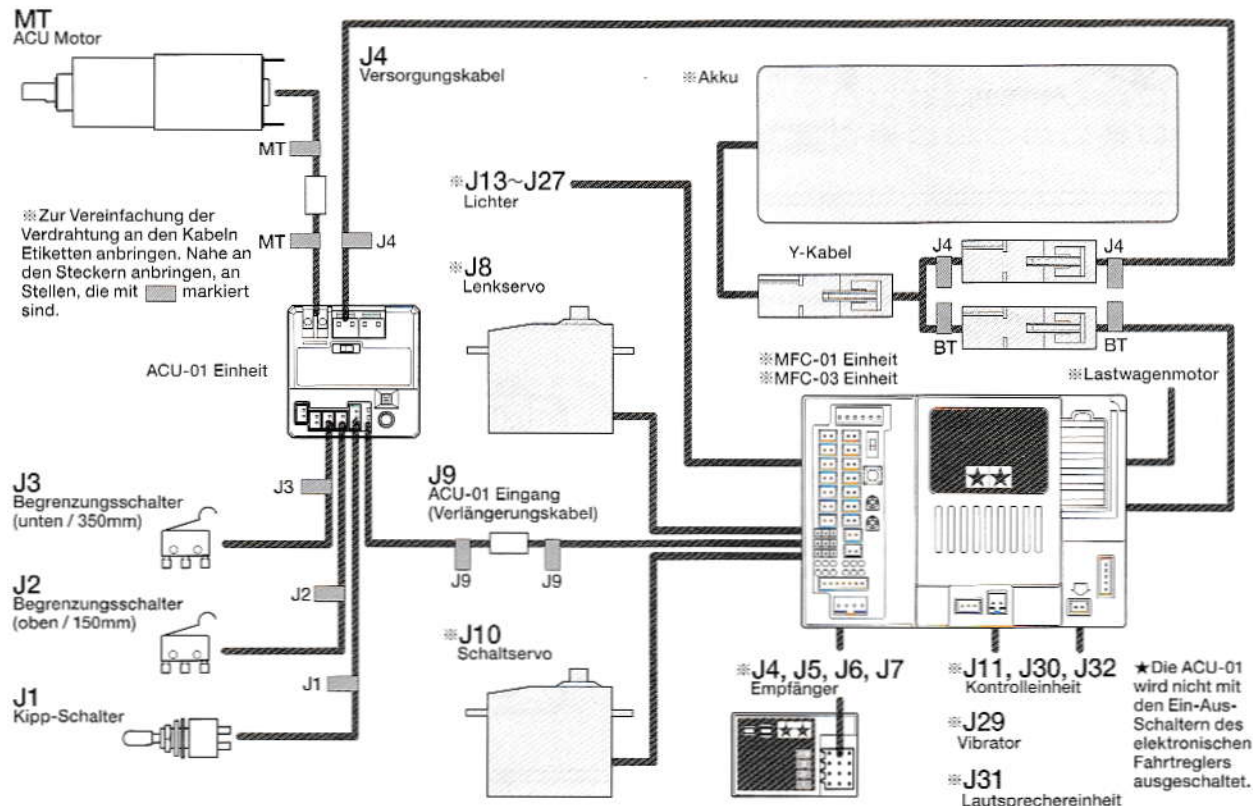 MT
ACU Motor
J4
Versorgungskabel
※Akku
MT
※J13~J27
Lichter
※Zur Vereinfachung der
Verdrahtung an den Kabeln
Etiketten anbringen. Nahe an
den Steckern anbringen, an
Stellen, die mit markiert
sind.
MT
J4
Y-Kabel
J4
J4
※J8
Lenkservo
BT
BT
ACU-01 Einheit
※MFC-01 Einheit
※MFC-03 Einheit
※Lastwagenmotor
J3
Begrenzungsschalter
(unten / 350mm)
J3
J9
ACU-01 Eingang
(Verlängerungskabel)
J9
J9
J2
Begrenzungsschalter
(oben / 150mm)
J2
※J10
Schaltservo
J1
Kipp-Schalter
J1
※J4, J5, J6, J7
Empfänger
※J11, J30, J32
Kontrolleinheit
※J29
Vibrator
※J31
Lautsprechereinheit
★Die ACU-01
wird nicht mit
den Ein-Aus-
Schaltern des
elektronischen
Fahrtreglers
ausgeschaltet.